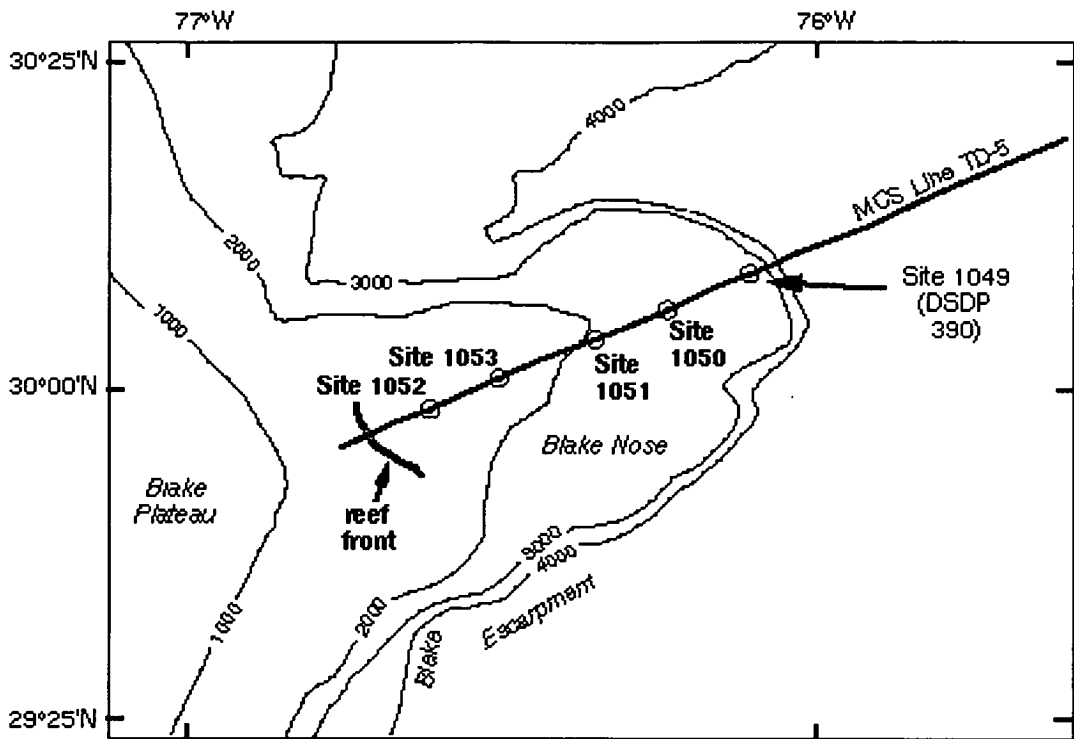 77°W
76°W
30°25'N
4000
MCS Line TD-5
2000
3000
1000
Site 1049
(DSDP
390)
Site 1050
Site 1053
Site 1051
30°00'N
Site 1052
Blake Nose
Blake
Plateau
reef
front
3000
4000
Escarpment
2000
1000
Blake
29°25'N